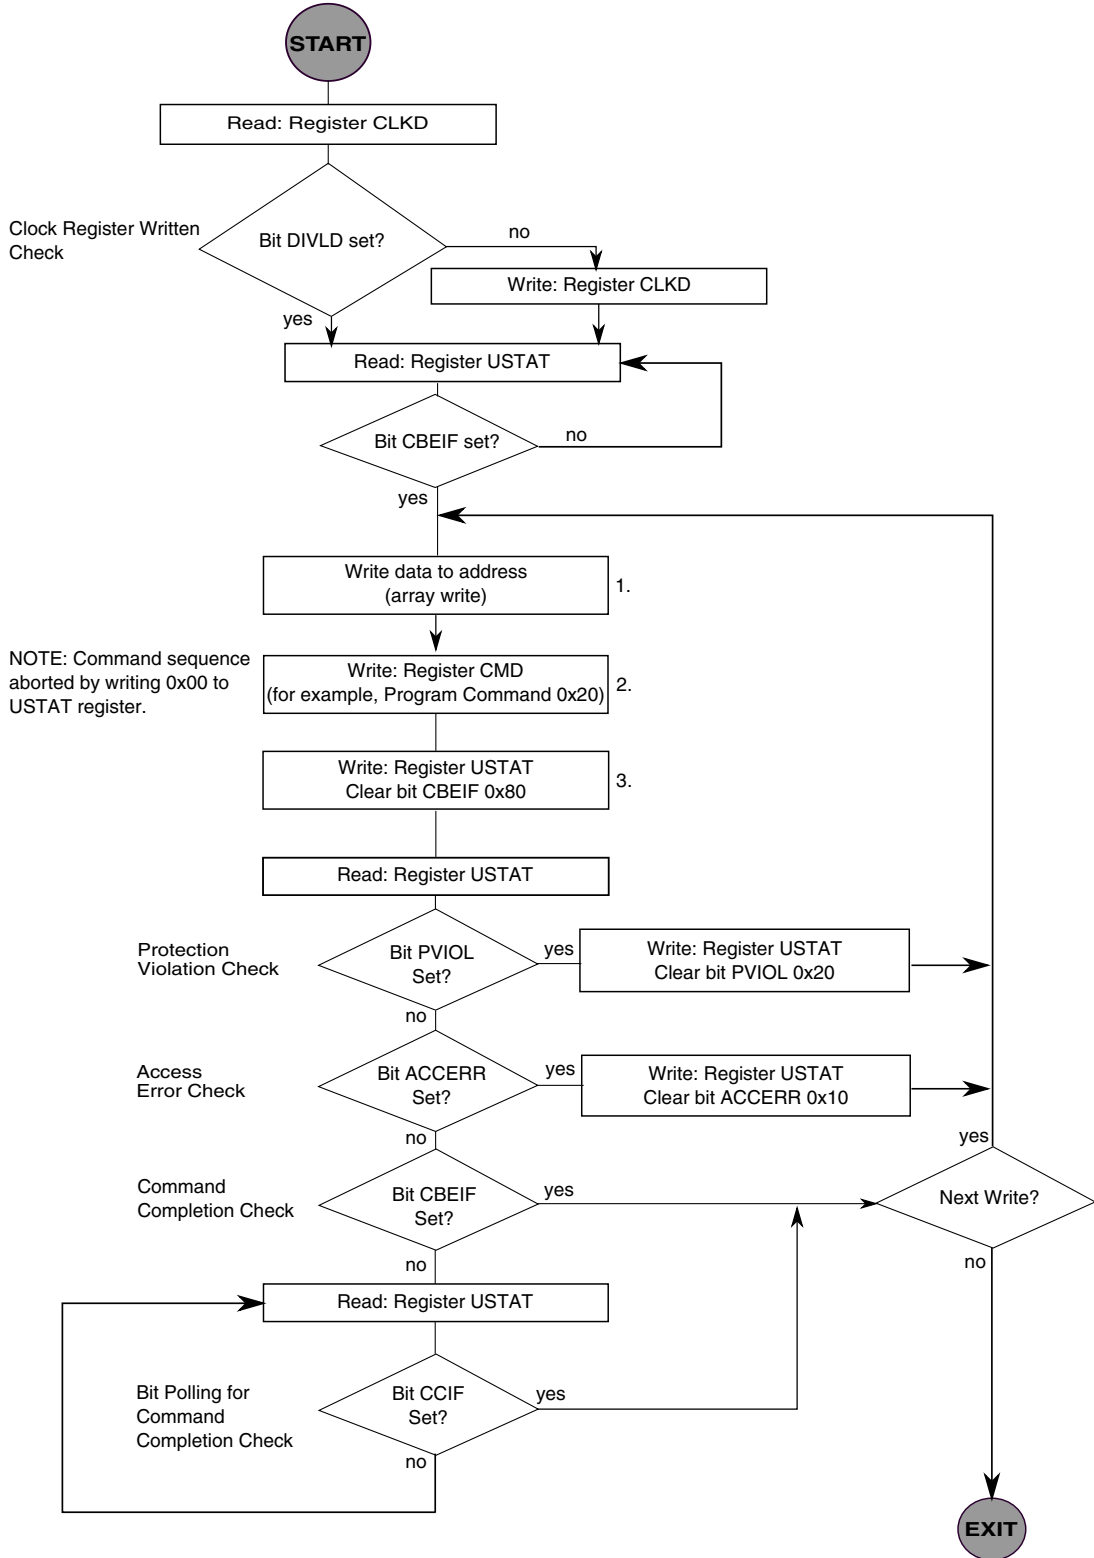 START
Read: Register CLKD
Clock Register Written
Check
Bit DIVLD set?
no
Write: Register CLKD
yes
Read: Register USTAT
Bit CBEIF set?
no
yes
Write data to address
(array write)
1.
NOTE: Command sequence
aborted by writing 0x00 to
USTAT register.
Write: Register CMD
(for example, Program Command 0x20)
2.
Write: Register USTAT
Clear bit CBEIF 0x80
3.
Read: Register USTAT
Protection
Violation Check
Bit PVIOL
Set?
yes
Write: Register USTAT
Clear bit PVIOL 0x20
no
Access
Error Check
Bit ACCERR
Set?
yes
Write: Register USTAT
Clear bit ACCERR 0x10
no
yes
Command
Completion Check
Bit CBEIF
Set?
yes
Next Write?
no
no
Read: Register USTAT
Bit Polling for
Command
Completion Check
Bit CCIF
Set?
yes
no
EXIT